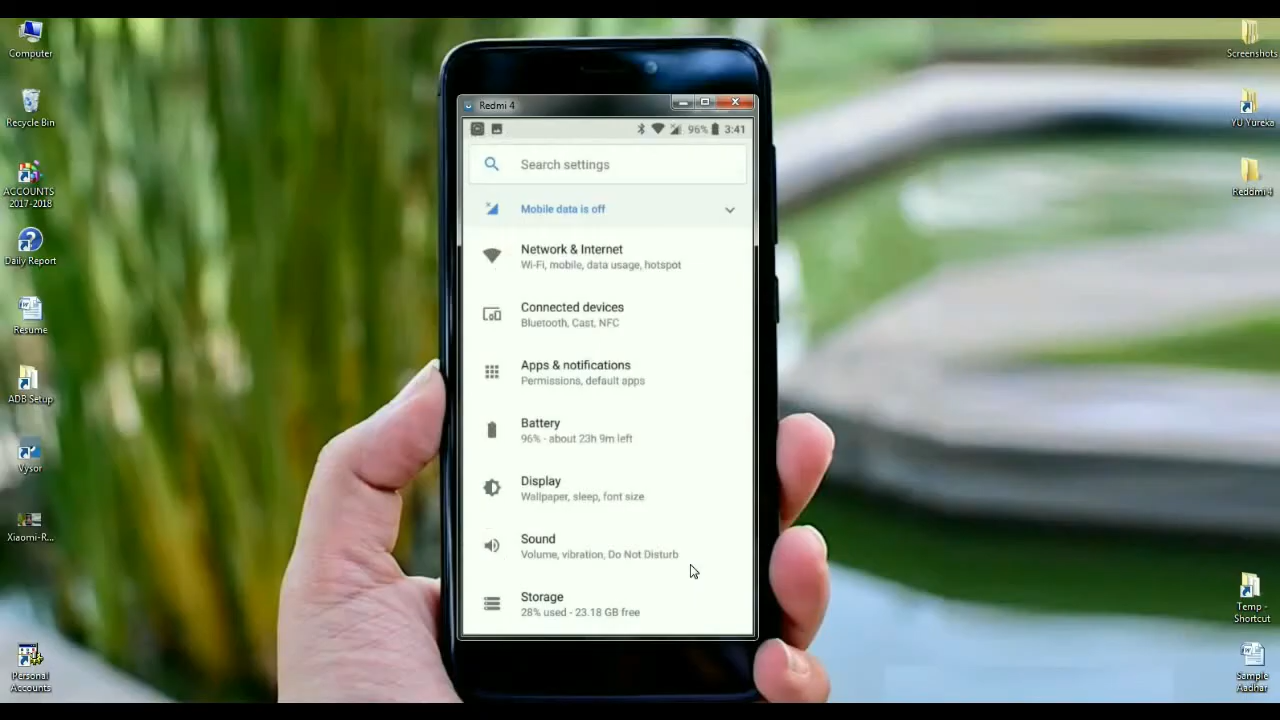 Computer
Recycle Bin
ACCOUNTS
2017-2018
Daily Report
Resume
ADB Setup
Vysor
Xiaomi-R...
Personal
Accounts
Redmi 4
96%
3:41
Search settings
Mobile data is off
Network & Internet
Wi-Fi, mobile, data usage, hotspot
Connected devices
Bluetooth, Cast, NFC
Apps & notifications
Permissions, default apps
Battery
96% - about 23h 9m left
Display
Wallpaper, sleep, font size
Sound
Volume, vibration, Do Not Disturb
Storage
28% used - 23.18 GB free
Screenshots
YU Yureka
Reddmi 4
Temp -
Shortcut
Sample
Aadhar